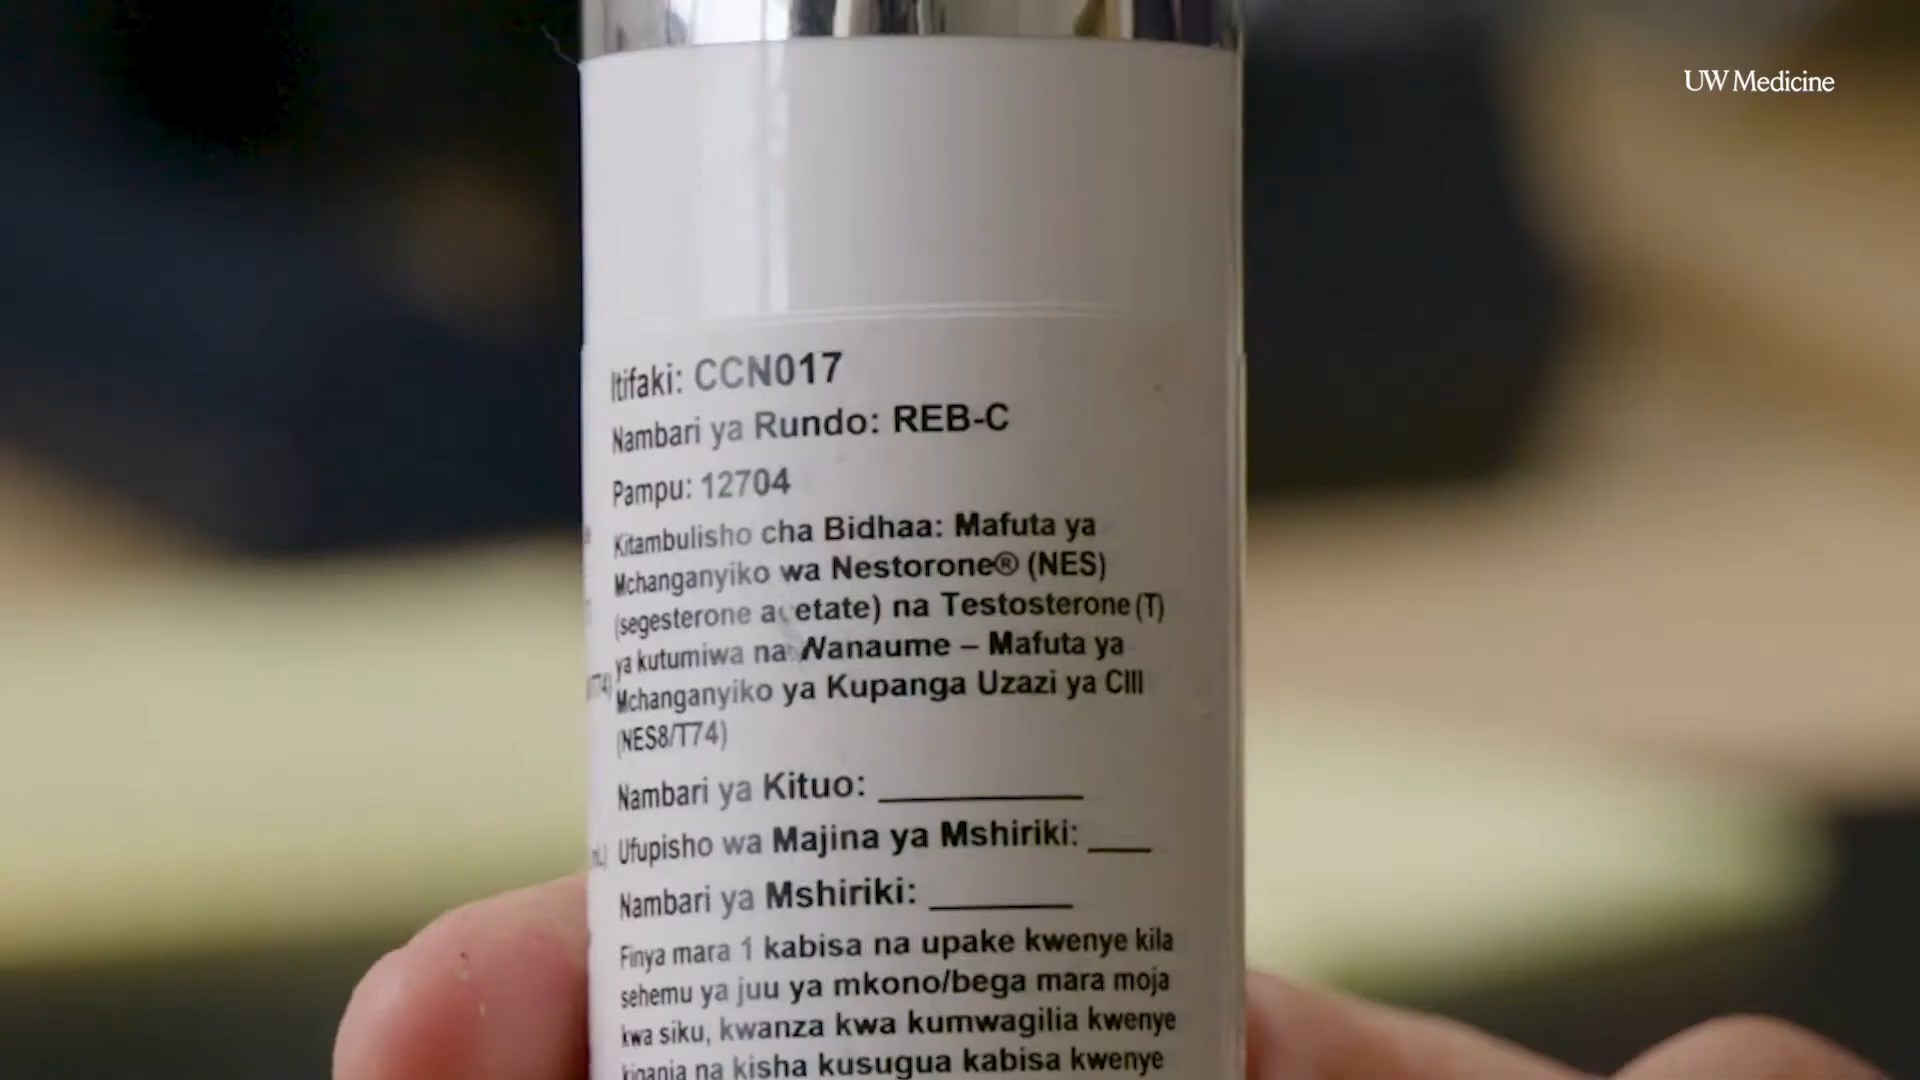 UW Medicine
Itifaki: CCN017
Nambari ya Rundo: REB-C
Pampu: 12704
Kitambulisho cha Bidhaa: Mafuta ya
Mchanganyiko wa Nestorone® (NES)
(segesterone acetate) na Testosterone (T)
ya kutumiwa na Wanaume – Mafuta ya
Mchanganyiko ya Kupanga Uzazi ya CIII
(NES8/T74)
Nambari ya Kituo: __________
Ufupisho wa Majina ya Mshiriki: ___
Nambari ya Mshiriki: _______
Finya mara 1 kabisa na upake kwenye kila
sehemu ya juu ya mkono/bega mara moja
kwa siku, kwanza kwa kumwagilia kwenye
kiganja na kisha kusugua kabisa kwenye